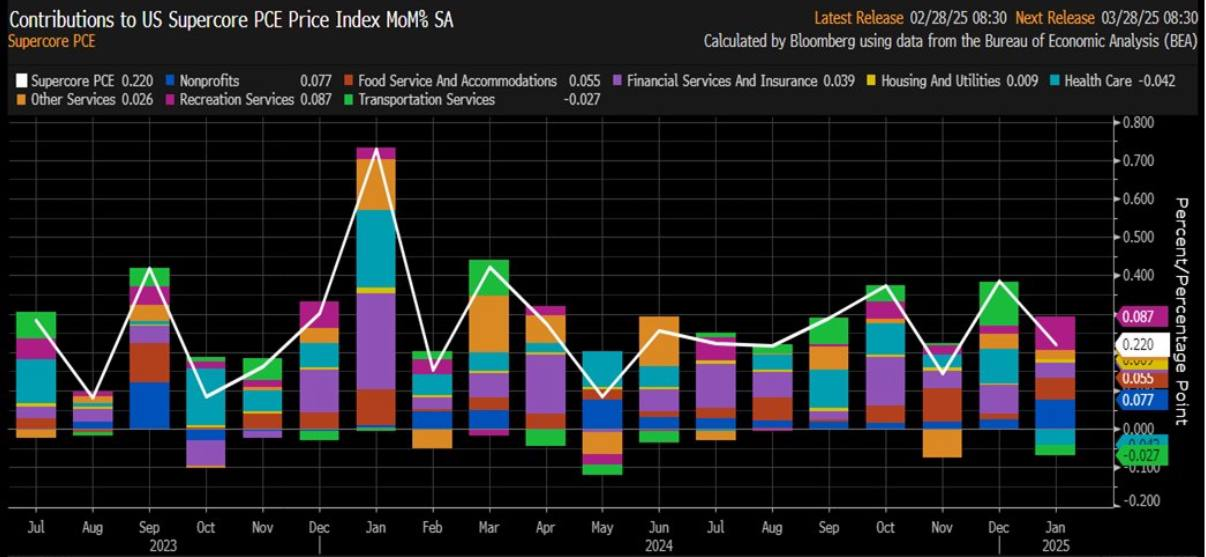 Contributions to US Supercore PCE Price Index MoM% SA
Latest Release 02/28/25 08:30 Next Release 03/28/25 08:30
Supercore PCE
Calculated by Bloomberg using data from the Bureau of Economic Analysis (BEA)
Supercore PCE 0.220 Nonprofits 0.077 Food Service And Accommodations 0.055 Financial Services And Insurance 0.039 Housing And Utilities 0.009 Health Care -0.042
Other Services 0.026 Recreation Services 0.087 Transportation Services -0.027
0.800
0.700
0.600
0.500
0.400
0.087
0.220
0.055
0.077
0.000
-0.042
-0.027
-0.100
-0.200
Percent/Percentage Point
Jul Aug Sep Oct Nov Dec Jan Feb Mar Apr May Jun Jul Aug Sep Oct Nov Dec Jan
2023 2024 2025